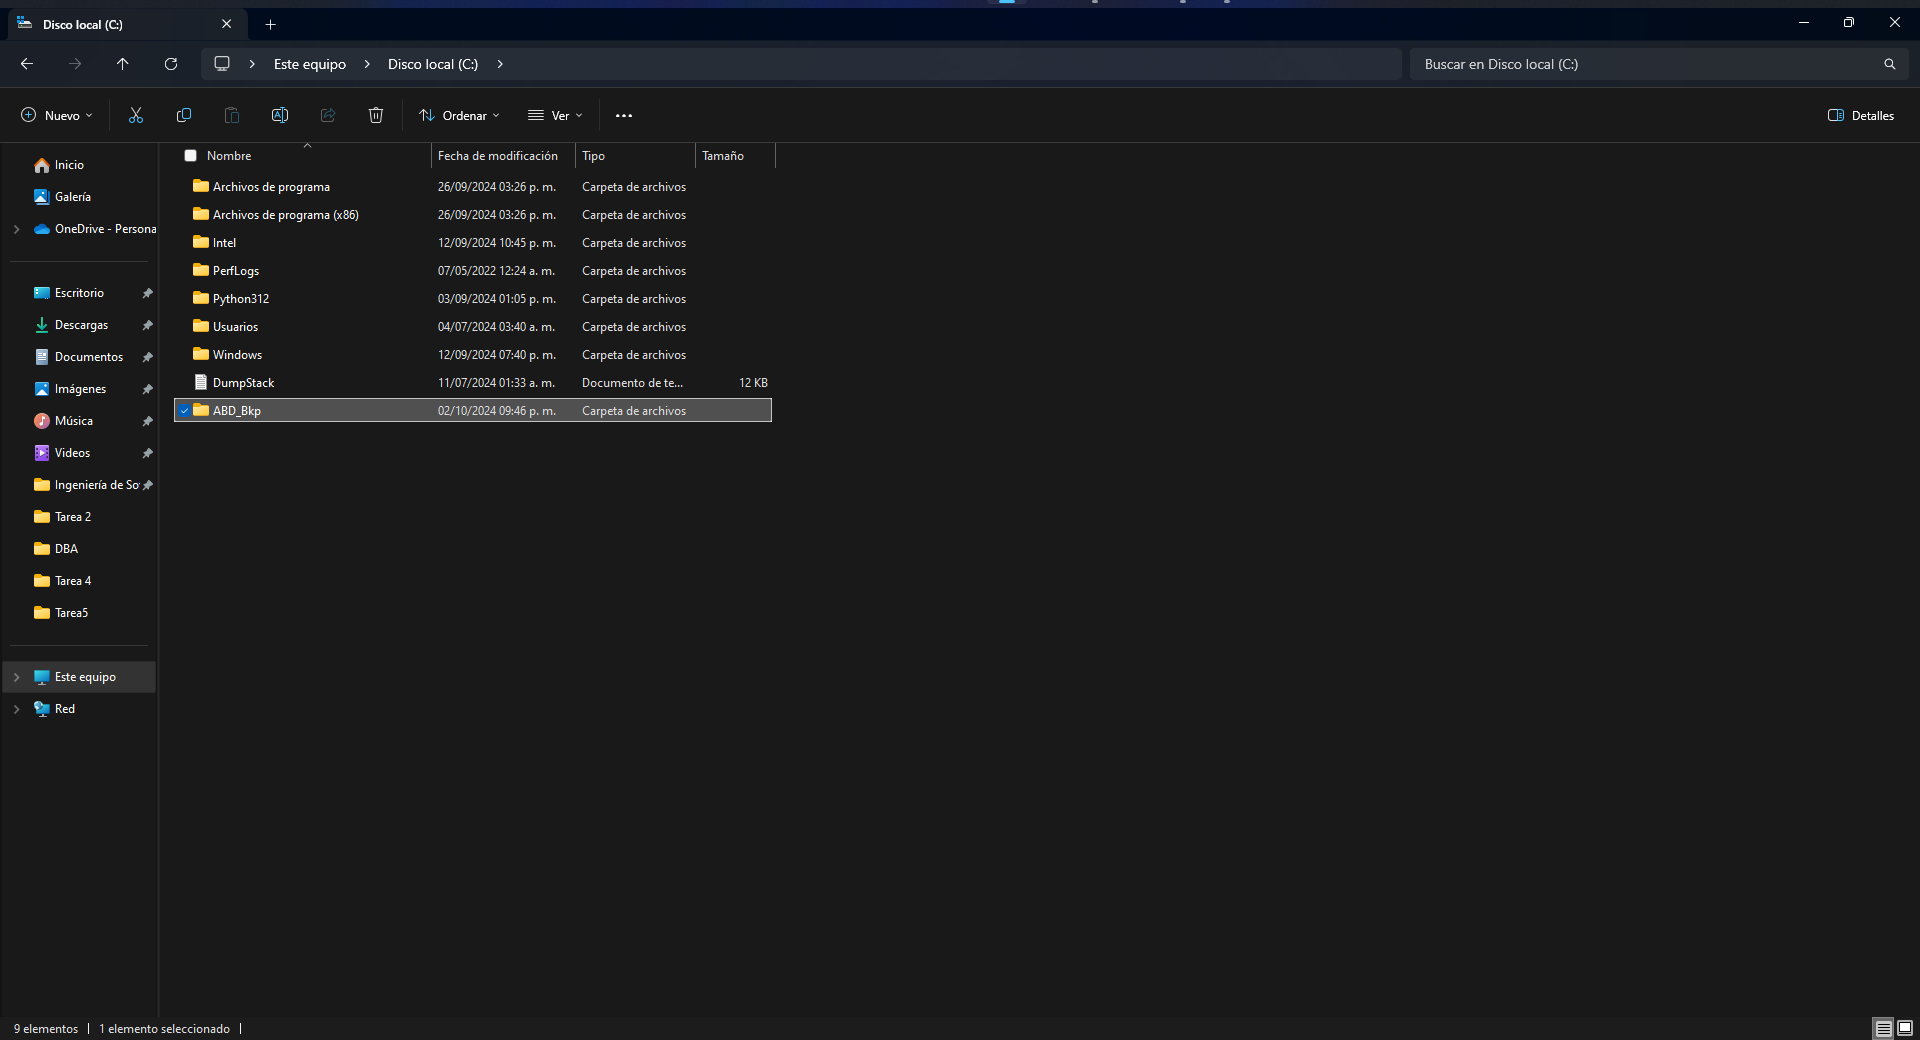 Disco local (C:)
Este equipo > Disco local (C:) >
Buscar en Disco local (C:)
Nuevo
Ordenar
Ver
Detalles
Inicio
Galería
OneDrive - Persona
Escritorio
Descargas
Documentos
Imágenes
Música
Videos
Ingeniería de So
Tarea 2
DBA
Tarea 4
Tarea5
Este equipo
Red
Nombre Fecha de modificación Tipo Tamaño
Archivos de programa 26/09/2024 03:26 p. m. Carpeta de archivos
Archivos de programa (x86) 26/09/2024 03:26 p. m. Carpeta de archivos
Intel 12/09/2024 10:45 p. m. Carpeta de archivos
PerfLogs 07/05/2022 12:24 a. m. Carpeta de archivos
Python312 03/09/2024 01:05 p. m. Carpeta de archivos
Usuarios 04/07/2024 03:40 a. m. Carpeta de archivos
Windows 12/09/2024 07:40 p. m. Carpeta de archivos
DumpStack 11/07/2024 01:33 a. m. Documento de te... 12 KB
ABD_Bkp 02/10/2024 09:46 p. m. Carpeta de archivos
9 elementos | 1 elemento seleccionado |